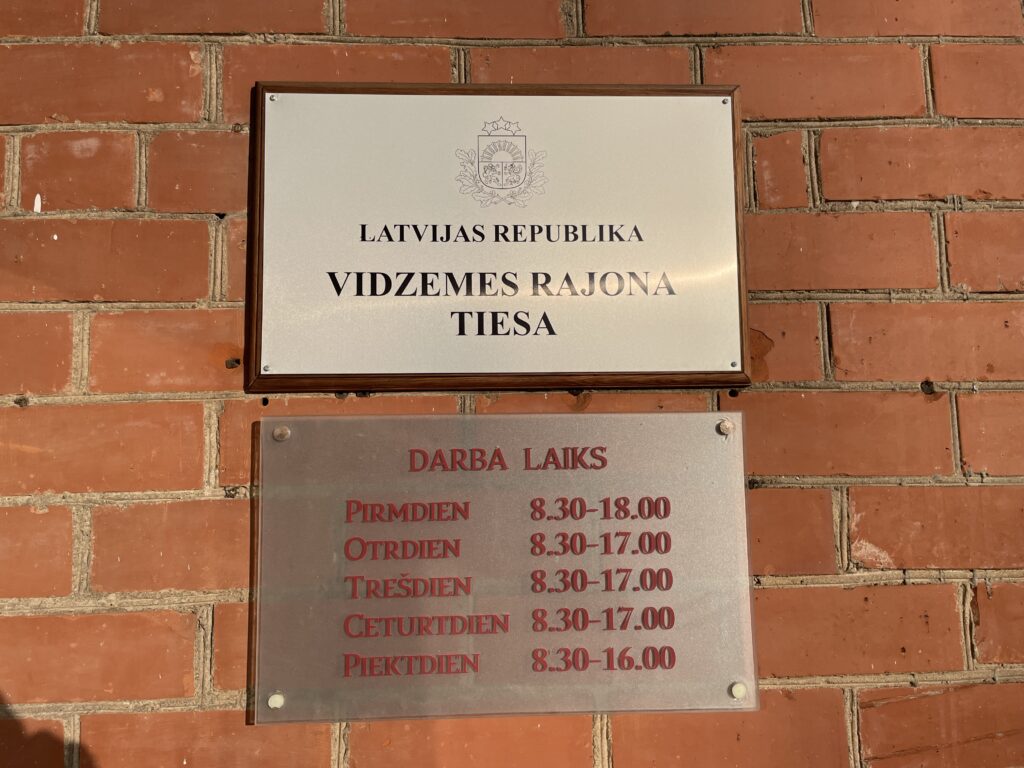 LATVIJAS REPUBLIKA
VIDZEMES RAJONA
TIESA
DARBA LAIKS
PIRMDIEN 8.30-18.00
OTRDIEN 8.30-17.00
TREŠDIEN 8.30-17.00
CETURTDIEN 8.30-17.00
PIEKTDIEN 8.30-16.00